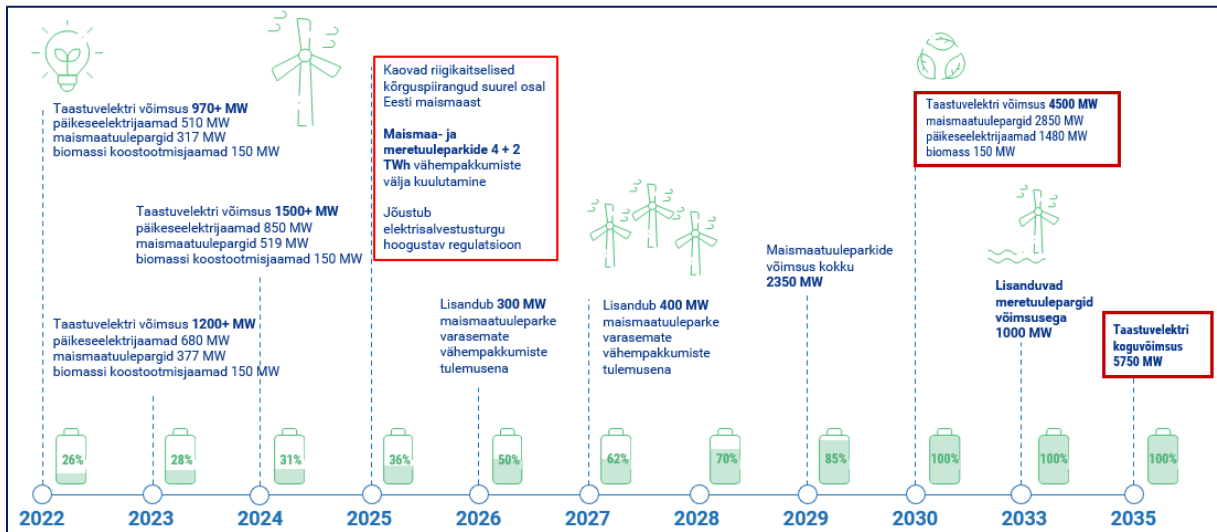 Taastuvelektri võimsus 970+ MW
päikeseelektrijaamad 510 MW
maismaatuulepargid 317 MW
biomassi koostootmisjaamad 150 MW
Taastuvelektri võimsus 1200+ MW
päikeseelektrijaamad 680 MW
maismaatuulepargid 377 MW
biomassi koostootmisjaamad 150 MW
Taastuvelektri võimsus 1500+ MW
päikeseelektrijaamad 850 MW
maismaatuulepargid 519 MW
biomassi koostootmisjaamad 150 MW
Kaovad riigikaitselised
kõrguspiirangud suurel osal
Eesti maismaast
Maismaa- ja
meretuuleparkide 4 + 2
TWh vähempakkumiste
välja kuulutamine
Jõustub
elektrisalvestusturgu
hoogustav regulatsioon
Lisandub 300 MW
maismaatuuleparke
varasemate
vähempakkumiste
tulemusena
Lisandub 400 MW
maismaatuuleparke
varasemate
vähempakkumiste
tulemusena
Maismaatuuleparkide
võimsus kokku
2350 MW
Taastuvelektri võimsus 4500 MW
maismaatuulepargid 2850 MW
päikeseelektrijaamad 1480 MW
biomass 150 MW
Lisanduvad
meretuulepargid
võimsusega
1000 MW
Taastuvelektri
koguvõimsus
5750 MW
26% 28% 31% 36% 50% 62% 70% 85% 100% 100% 100%
2022 2023 2024 2025 2026 2027 2028 2029 2030 2033 2035